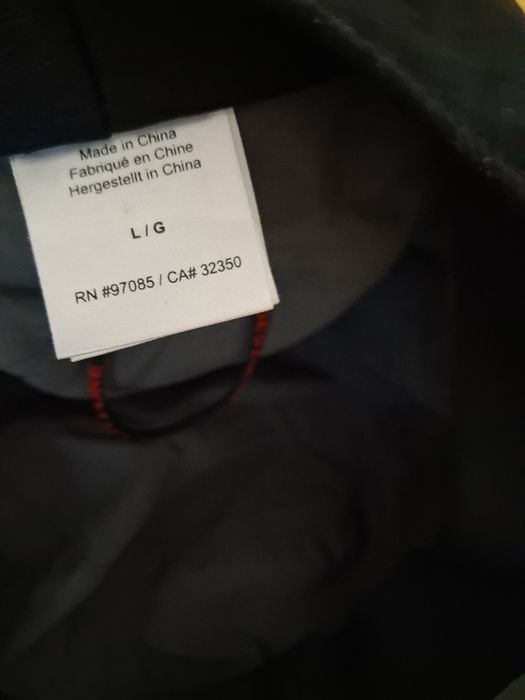 Made in China
Fabriqué en Chine
Hergestellt in China
L / G
RN #97085 / CA# 32350